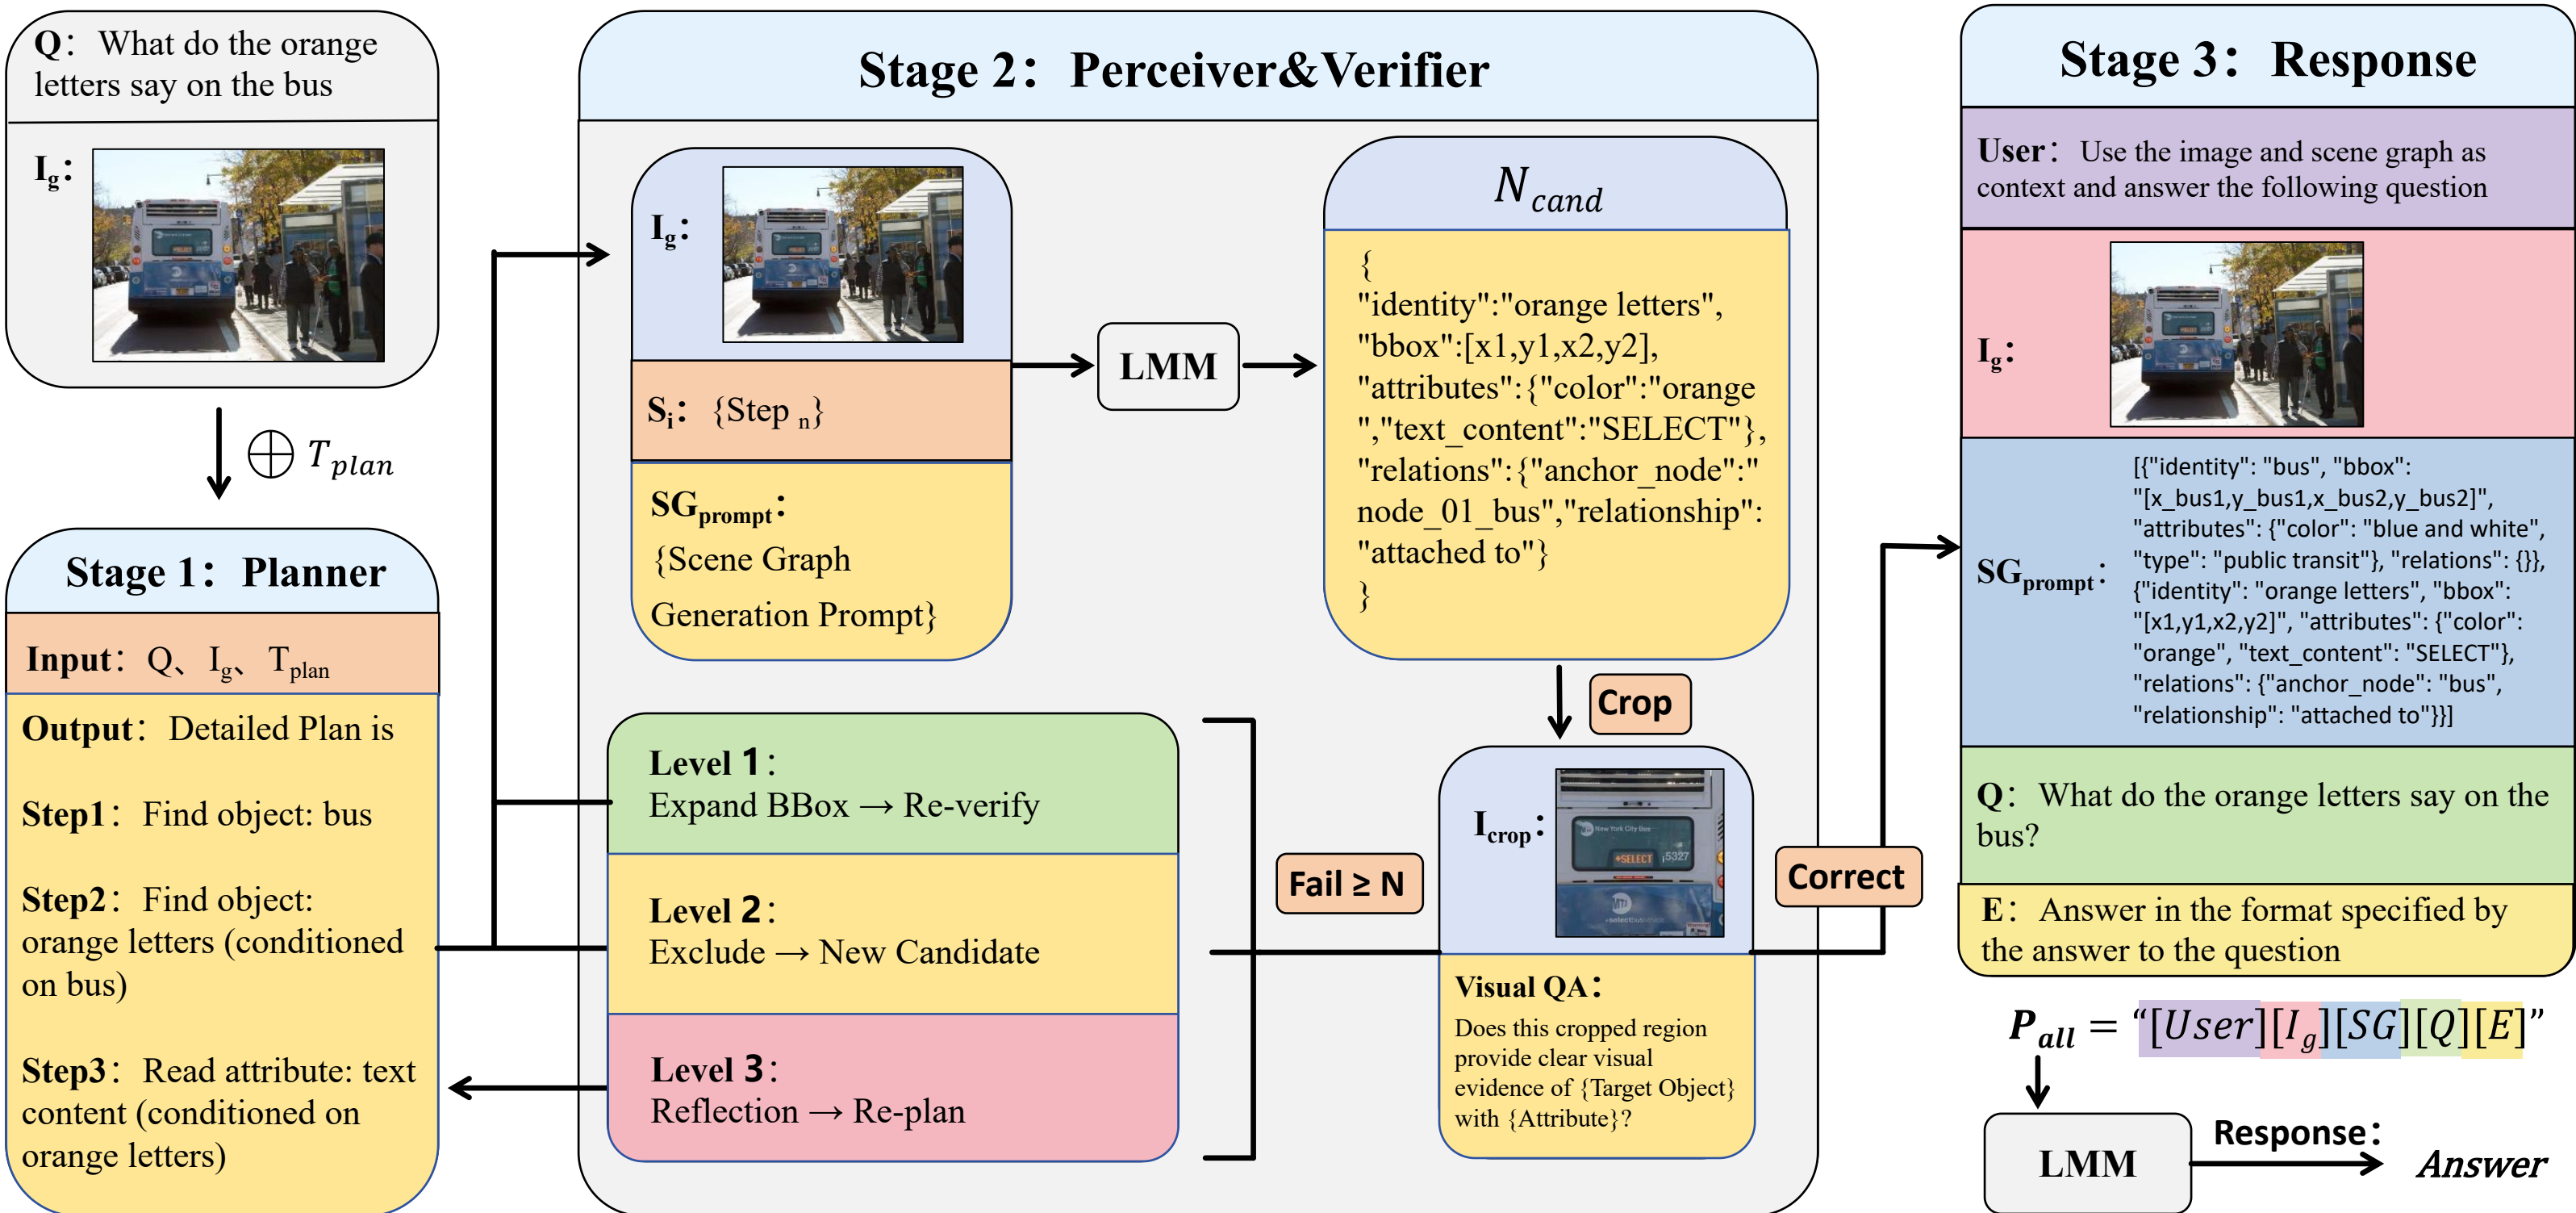 Q：What do the orange
letters say on the bus
Ig：
⊕ Tplan
Stage 1：Planner
Input：Q、Ig、Tplan
Output：Detailed Plan is
Step1：Find object: bus
Step2：Find object:
orange letters (conditioned
on bus)
Step3：Read attribute: text
content (conditioned on
orange letters)
Stage 2：Perceiver&Verifier
Ig：
Si：{Step n}
SGprompt：
{Scene Graph
Generation Prompt}
LMM
Ncand
{
"identity":"orange letters",
"bbox":[x1,y1,x2,y2],
"attributes":{"color":"orange
","text_content":"SELECT"},
"relations":{"anchor_node":"
node_01_bus","relationship":
"attached to"}
}
Crop
Level 1：
Expand BBox → Re-verify
Level 2：
Exclude → New Candidate
Level 3：
Reflection → Re-plan
Fail ≥ N
Icrop：
New York City Bus
SELECT 5327
MTA
selectbusservice
Visual QA：
Does this cropped region
provide clear visual
evidence of {Target Object}
with {Attribute}?
Correct
Stage 3：Response
User：Use the image and scene graph as
context and answer the following question
Ig：
SGprompt：
[{"identity": "bus", "bbox":
"[x_bus1,y_bus1,x_bus2,y_bus2]",
"attributes": {"color": "blue and white",
"type": "public transit"}, "relations": {}},
{"identity": "orange letters", "bbox":
"[x1,y1,x2,y2]", "attributes": {"color":
"orange", "text_content": "SELECT"},
"relations": {"anchor_node": "bus",
"relationship": "attached to"}}]
Q：What do the orange letters say on the
bus?
E：Answer in the format specified by
the answer to the question
Pall = “[User][Ig][SG][Q][E]”
LMM
Response：
Answer